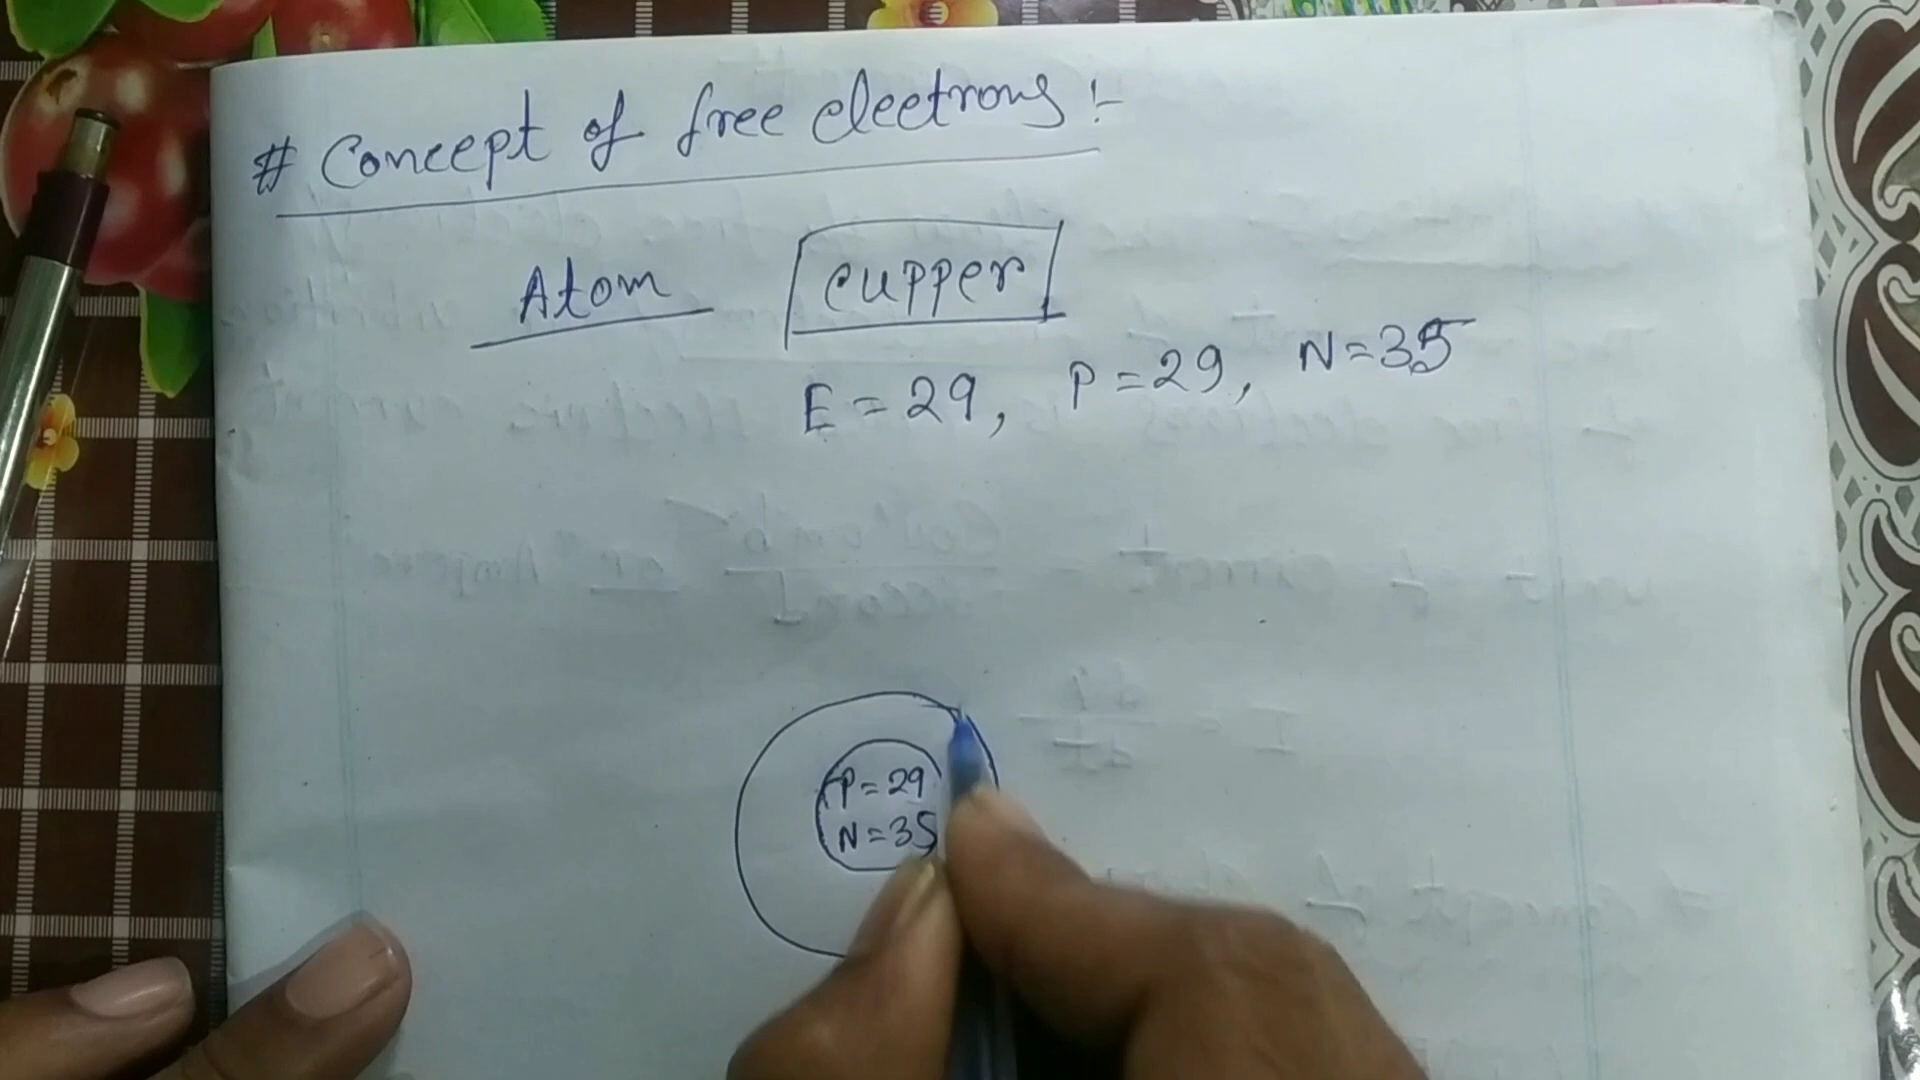 # Concept of free electrons :-
Atom cupper
E = 29, P = 29, N = 35
P = 29
N = 35